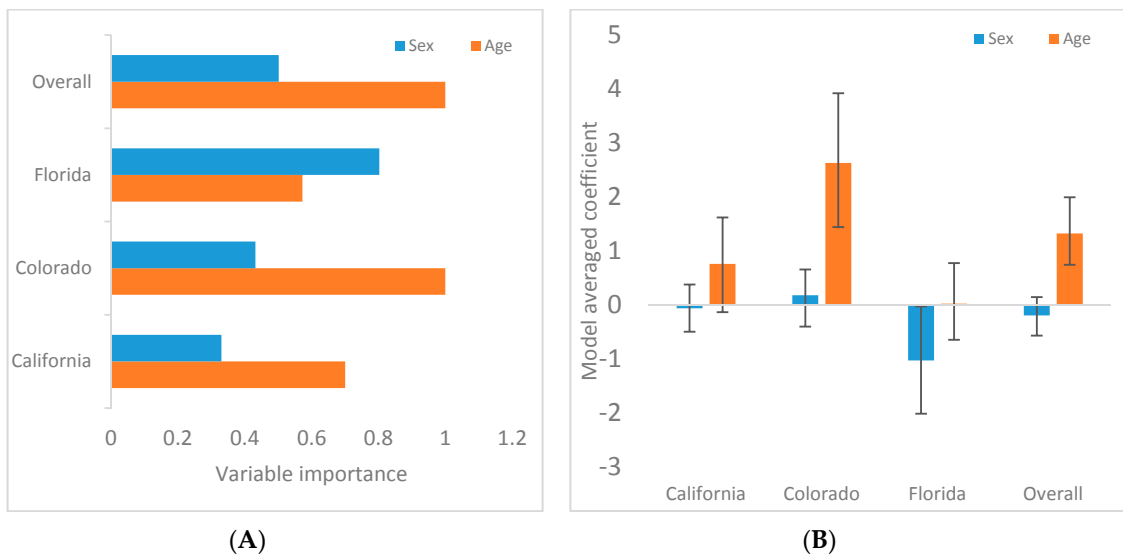 Sex Age
Overall
Florida
Colorado
California
0 0.2 0.4 0.6 0.8 1 1.2
Variable importance
(A)
Sex Age
Model averaged coefficient
5
4
3
2
1
0
-1
-2
-3
California Colorado Florida Overall
(B)